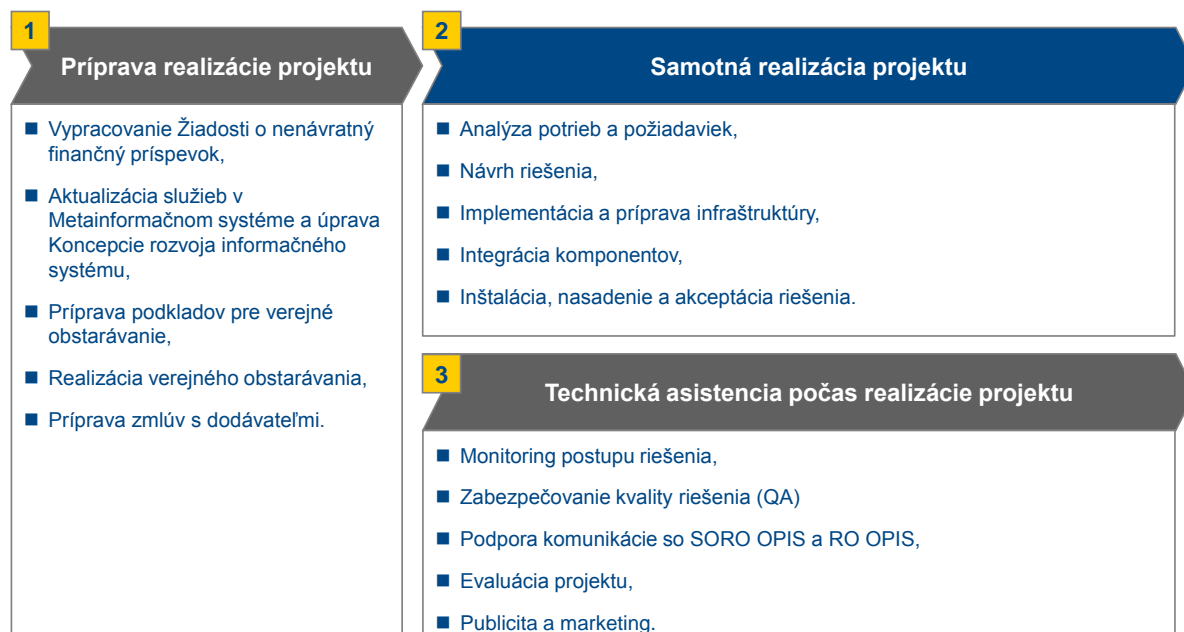 1
Príprava realizácie projektu
Vypracovanie Žiadosti o nenávratný
finančný príspevok,
Aktualizácia služieb v
Metainformačnom systéme a úprava
Koncepcie rozvoja informačného
systému,
Príprava podkladov pre verejné
obstarávanie,
Realizácia verejného obstarávania,
Príprava zmlúv s dodávateľmi.
2
Samotná realizácia projektu
Analýza potrieb a požiadaviek,
Návrh riešenia,
Implementácia a príprava infraštruktúry,
Integrácia komponentov,
Inštalácia, nasadenie a akceptácia riešenia.
3
Technická asistencia počas realizácie projektu
Monitoring postupu riešenia,
Zabezpečovanie kvality riešenia (QA)
Podpora komunikácie so SORO OPIS a RO OPIS,
Evaluácia projektu,
Publicita a marketing.